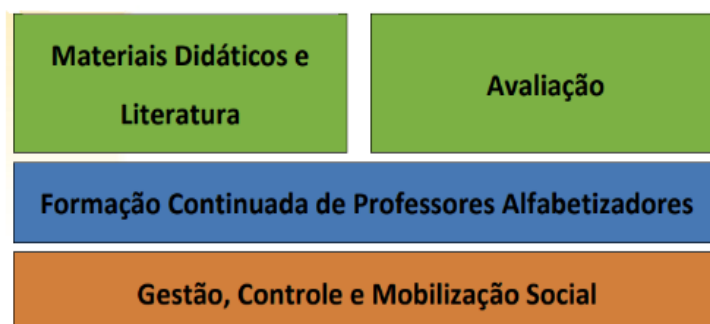 Materiais Didáticos e
Literatura
Avaliação
Formação Continuada de Professores Alfabetizadores
Gestão, Controle e Mobilização Social